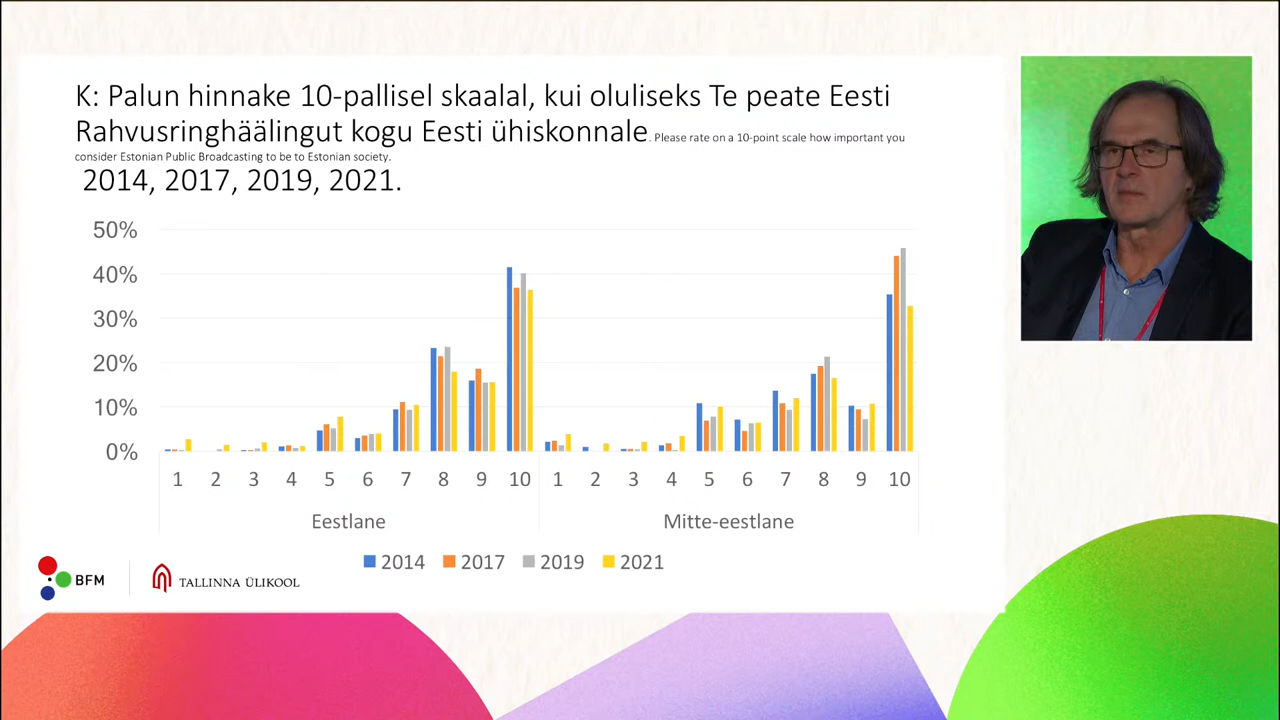 K: Palun hinnake 10-pallisel skaalal, kui oluliseks Te peate Eesti
Rahvusringhäälingut kogu Eesti ühiskonnale. Please rate on a 10-point scale how important you
consider Estonian Public Broadcasting to be to Estonian society.
2014, 2017, 2019, 2021.
50%
40%
30%
20%
10%
0%
1 2 3 4 5 6 7 8 9 10 1 2 3 4 5 6 7 8 9 10
Eestlane Mitte-eestlane
2014 2017 2019 2021
BFM TALLINNA ÜLIKOOL